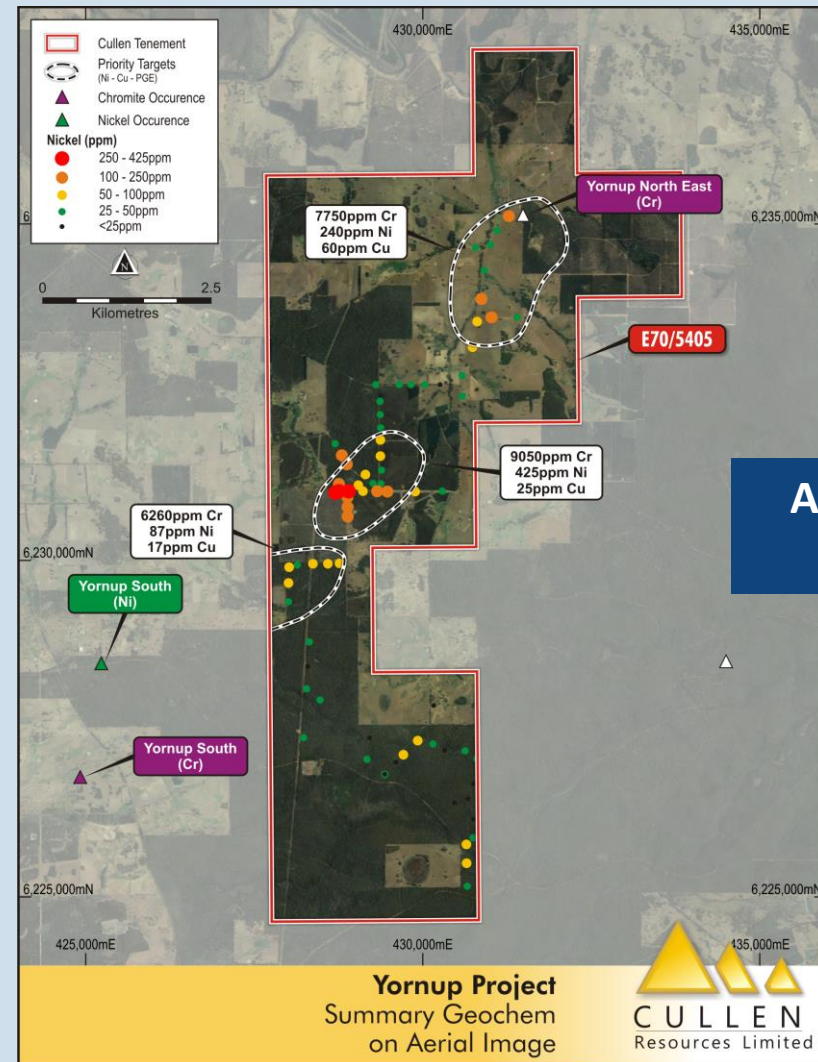 430,000mE
435,000mE
Cullen Tenement
Priority Targets
(Ni - Cu - PGE)
Chromite Occurence
Nickel Occurence
Nickel (ppm)
250 - 425ppm
100 - 250ppm
50 - 100ppm
25 - 50ppm
<25ppm
N
0
2.5
Kilometres
Yornup North East
(Cr)
7750ppm Cr
240ppm Ni
60ppm Cu
6,235,000mN
E70/5405
9050ppm Cr
425ppm Ni
25ppm Cu
A
6260ppm Cr
87ppm Ni
17ppm Cu
6,230,000mN
Yornup South
(Ni)
Yornup South
(Cr)
6,225,000mN
6,225,000mN
425,000mE
430,000mE
435,000mE
Yornup Project
Summary Geochem
on Aerial Image
CULLEN
Resources Limited